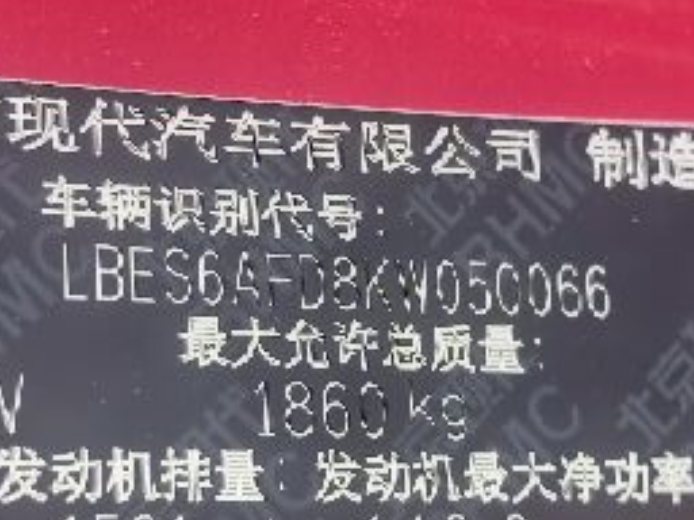 现代汽车有限公司 制造
车辆识别代号:
LBES6AFD8KW050066
最大允许总质量:
V 1860 kg
发动机排量: 发动机最大净功率